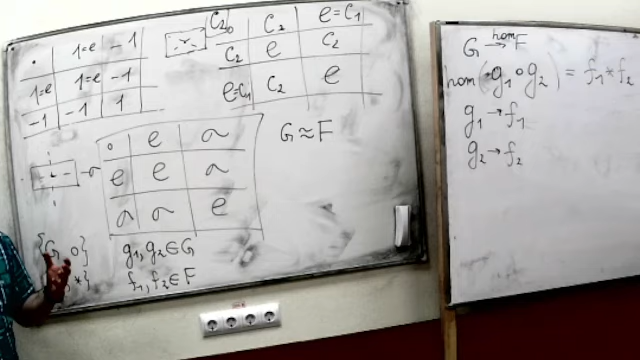 · 1=e -1
1=e 1=e -1
-1 -1 1
C₂ e=C₁
C₂ e C₂
e=C₁ C₂ e
∘ e σ
e e σ
σ σ e
G ≈ F
{G, ∘} g₁, g₂ ∈ G
*} f₁, f₂ ∈ F
G hom→ F
hom(g₁ ∘ g₂) = f₁ * f₂
g₁ → f₁
g₂ → f₂